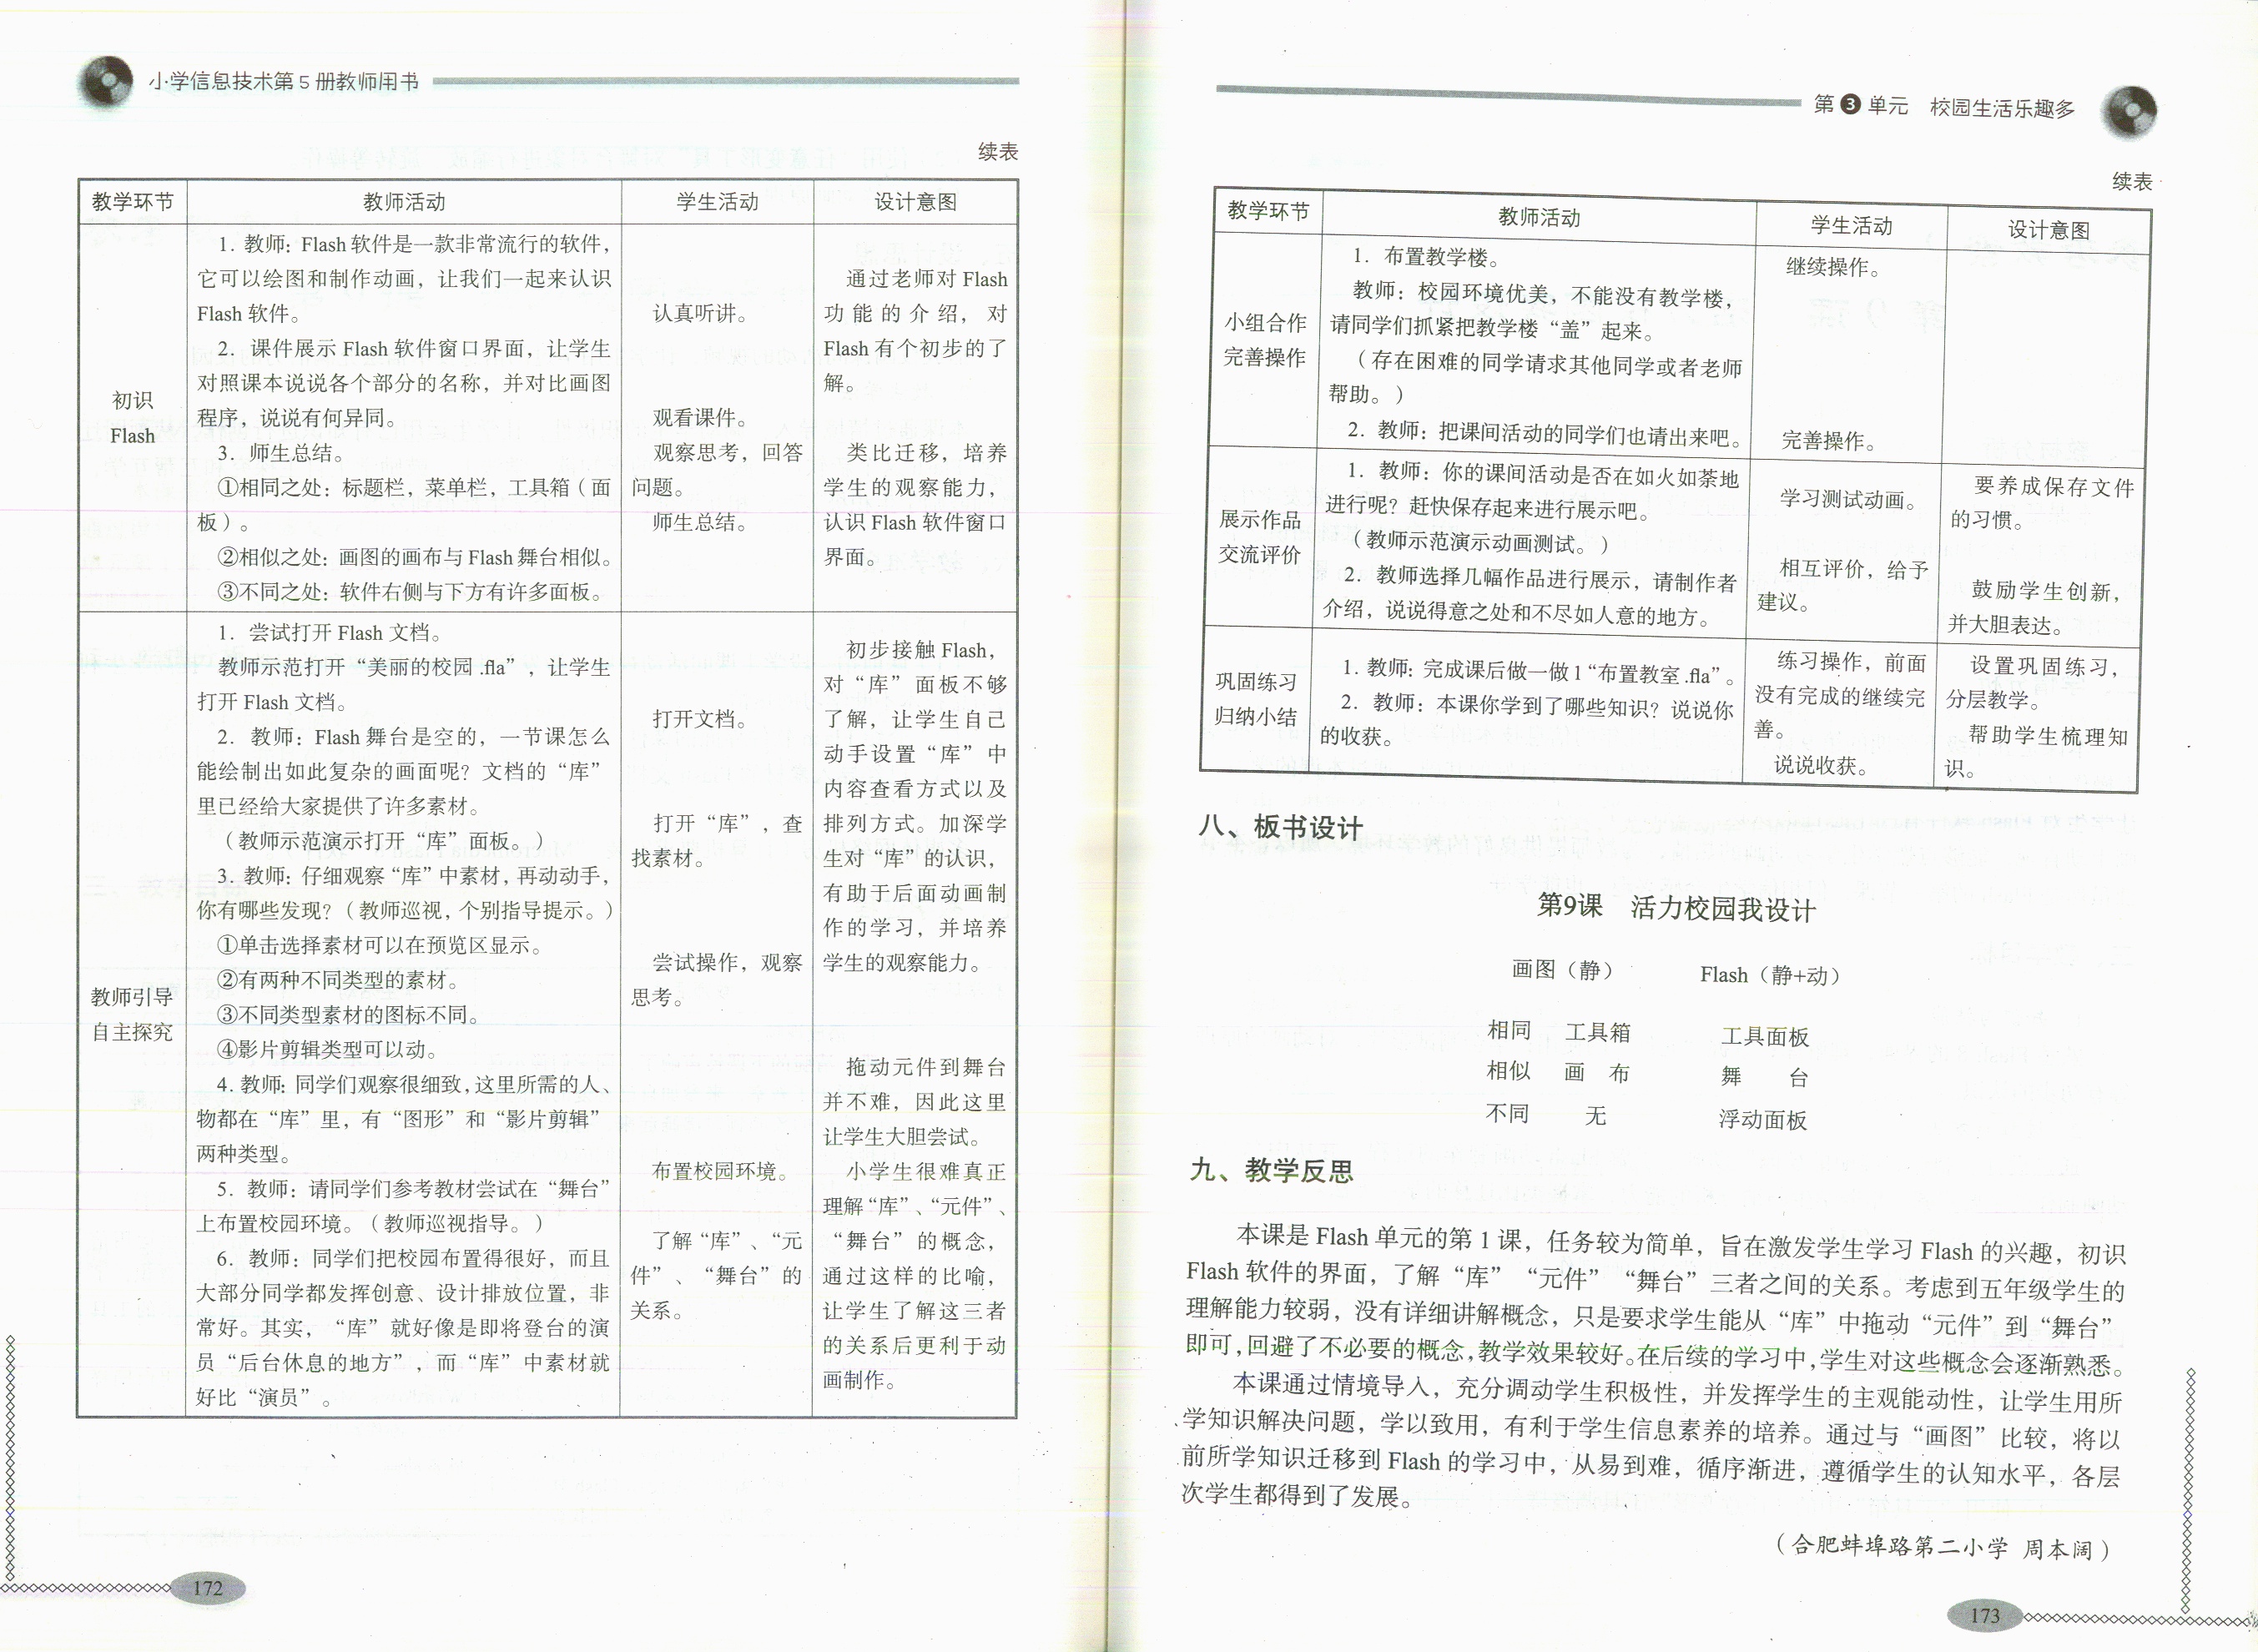 小学信息技术第5册教师用书
续表
教学环节
教师活动
学生活动
设计意图
初识
Flash
1. 教师：Flash软件是一款非常流行的软件，
它可以绘图和制作动画，让我们一起来认识
Flash 软件。
2. 课件展示 Flash 软件窗口界面，让学生
对照课本说说各个部分的名称，并对比画图
程序，说说有何异同。
3. 师生总结。
①相同之处：标题栏，菜单栏，工具箱（面
板）。
②相似之处：画图的画布与Flash舞台相似。
③不同之处：软件右侧与下方有许多面板。
认真听讲。
观看课件。
观察思考，回答
问题。
师生总结。
通过老师对 Flash
功能的介绍，对
Flash有个初步的了
解。
类比迁移，培养
学生的观察能力，
认识Flash 软件窗口
界面。
教师引导
自主探究
1. 尝试打开 Flash 文档。
教师示范打开“美丽的校园.fla”，让学生
打开 Flash 文档。
2. 教师：Flash 舞台是空的，一节课怎么
能绘制出如此复杂的画面呢？文档的“库”
里已经给大家提供了许多素材。
（教师示范演示打开“库”面板。）
3. 教师：仔细观察“库”中素材，再动动手，
你有哪些发现？（教师巡视，个别指导提示。）
①单击选择素材可以在预览区显示。
②有两种不同类型的素材。
③不同类型素材的图标不同。
④影片剪辑类型可以动。
4. 教师：同学们观察很细致，这里所需的人、
物都在“库”里，有“图形”和“影片剪辑”
两种类型。
5. 教师：请同学们参考教材尝试在“舞台”
上布置校园环境。（教师巡视指导。）
6. 教师：同学们把校园布置得很好，而且
大部分同学都发挥创意、设计排放位置，非
常好。其实，“库”就好像是即将登台的演
员“后台休息的地方”，而“库”中素材就
好比“演员”。
打开文档。
打开“库”，查
找素材。
尝试操作，观察
思考。
布置校园环境。
了解“库”、“元
件”、“舞台”的
关系。
初步接触 Flash，
对“库”面板不够
了解，让学生自己
动手设置“库”中
内容查看方式以及
排列方式。加深学
生对“库”的认识，
有助于后面动画制
作的学习，并培养
学生的观察能力。
拖动元件到舞台
并不难，因此这里
让学生大胆尝试。
小学生很难真正
理解“库”、“元件”、
“舞台”的概念，
通过这样的比喻，
让学生了解这三者
的关系后更利于动
画制作。
172
第3单元 校园生活乐趣多
续表
教学环节
教师活动
学生活动
设计意图
小组合作
完善操作
1. 布置教学楼。
教师：校园环境优美，不能没有教学楼，
请同学们抓紧把教学楼“盖”起来。
（存在困难的同学请求其他同学或者老师
帮助。）
2. 教师：把课间活动的同学们也请出来吧。
继续操作。
完善操作。
展示作品
交流评价
1. 教师：你的课间活动是否在如火如荼地
进行呢？赶快保存起来进行展示吧。
（教师示范演示动画测试。）
2. 教师选择几幅作品进行展示，请制作者
介绍，说说得意之处和不尽如人意的地方。
学习测试动画。
相互评价，给予
建议。
要养成保存文件
的习惯。
鼓励学生创新，
并大胆表达。
巩固练习
归纳小结
1. 教师：完成课后做一做1“布置教室.fla”。
2. 教师：本课你学到了哪些知识？说说你
的收获。
练习操作，前面
没有完成的继续完
善。
说说收获。
设置巩固练习，
分层教学。
帮助学生梳理知
识。
八、板书设计
第9课 活力校园我设计
画图（静） Flash（静+动）
相同 工具箱 工具面板
相似 画 布 舞 台
不同 无 浮动面板
九、教学反思
本课是 Flash 单元的第 1 课，任务较为简单，旨在激发学生学习 Flash 的兴趣，初识
Flash 软件的界面，了解“库”“元件”“舞台”三者之间的关系。考虑到五年级学生的
理解能力较弱，没有详细讲解概念，只是要求学生能从“库”中拖动“元件”到“舞台”
即可，回避了不必要的概念，教学效果较好。在后续的学习中，学生对这些概念会逐渐熟悉。
本课通过情境导入，充分调动学生积极性，并发挥学生的主观能动性，让学生用所
学知识解决问题，学以致用，有利于学生信息素养的培养。通过与“画图”比较，将以
前所学知识迁移到 Flash 的学习中，从易到难，循序渐进，遵循学生的认知水平，各层
次学生都得到了发展。
（合肥蚌埠路第二小学 周本阔）
173